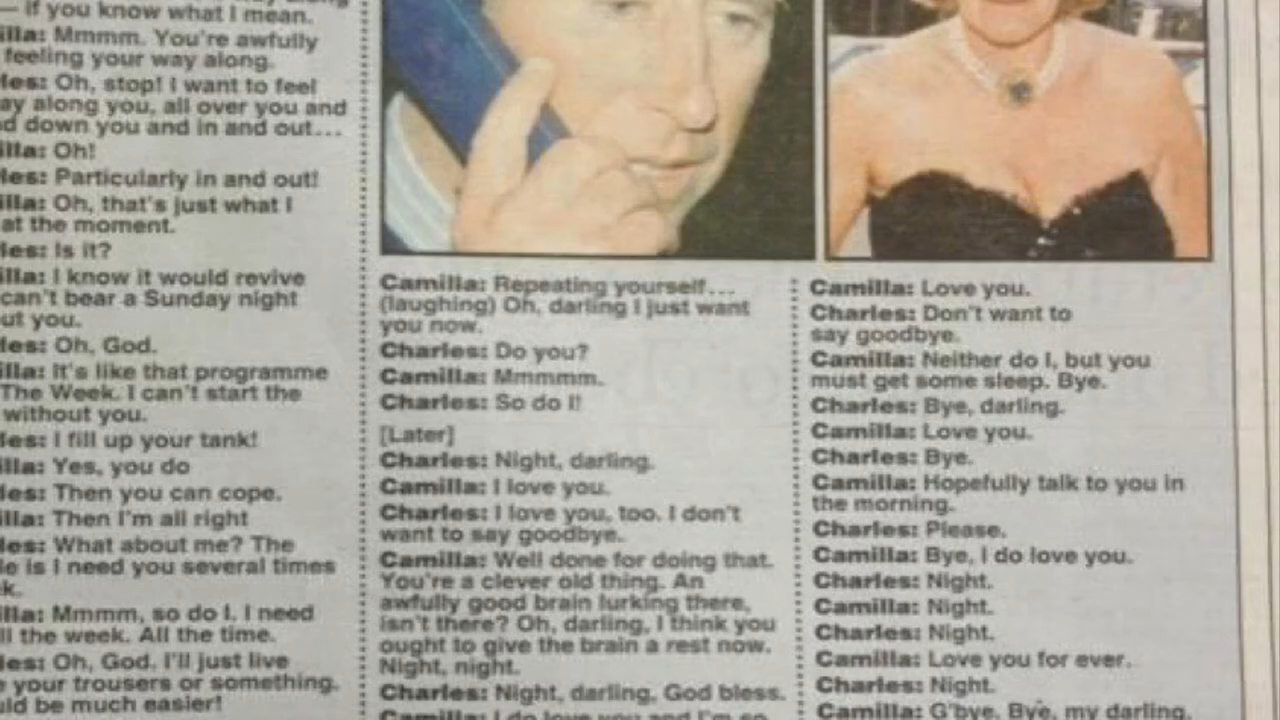 — if you know what I mean.
illa: Mmmm. You're awfully
feeling your way along.
les: Oh, stop! I want to feel
ay along you, all over you and
d down you and in and out...
illa: Oh!
les: Particularly in and out!
illa: Oh, that's just what I
at the moment.
les: Is it?
illa: I know it would revive
can't bear a Sunday night
ut you.
les: Oh, God.
illa: It's like that programme
The Week. I can't start the
without you.
les: I fill up your tank!
illa: Yes, you do
les: Then you can cope.
illa: Then I'm all right
les: What about me? The
le is I need you several times
k.
illa: Mmmm, so do I. I need
ll the week. All the time.
les: Oh, God. I'll just live
your trousers or something.
ld be much easier!
Camilla: Repeating yourself...
(laughing) Oh, darling I just want
you now.
Charles: Do you?
Camilla: Mmmmm.
Charles: So do I!
[Later]
Charles: Night, darling.
Camilla: I love you.
Charles: I love you, too. I don't
want to say goodbye.
Camilla: Well done for doing that.
You're a clever old thing. An
awfully good brain lurking there,
isn't there? Oh, darling, I think you
ought to give the brain a rest now.
Night, night.
Charles: Night, darling, God bless.
Camilla: I do love you and I'm so
Camilla: Love you.
Charles: Don't want to
say goodbye.
Camilla: Neither do I, but you
must get some sleep. Bye.
Charles: Bye, darling.
Camilla: Love you.
Charles: Bye.
Camilla: Hopefully talk to you in
the morning.
Charles: Please.
Camilla: Bye, I do love you.
Charles: Night.
Camilla: Night.
Charles: Night.
Camilla: Love you for ever.
Charles: Night.
Camilla: G'bye. Bye, my darling.